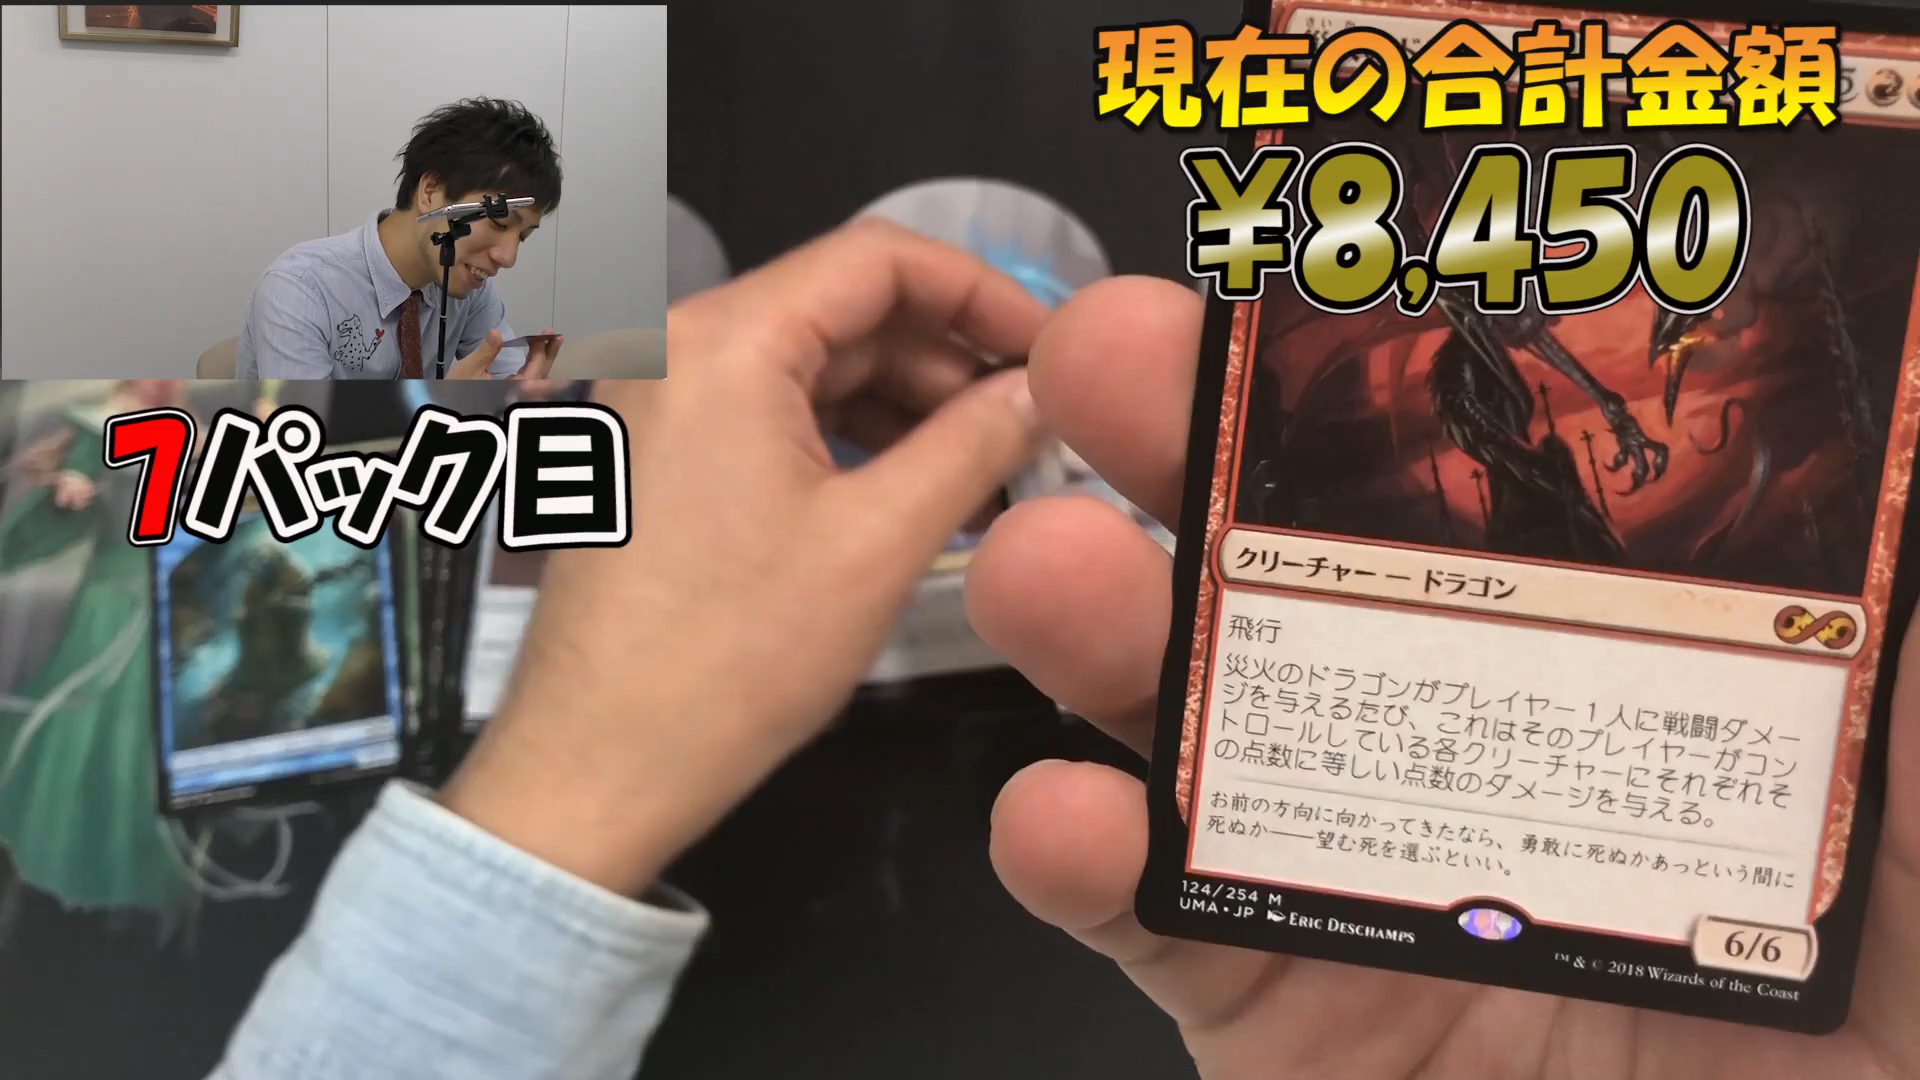 現在の合計金額
¥8,450
7パック目
クリーチャー — ドラゴン
飛行
災火のドラゴンがプレイヤー1人に戦闘ダメー
ジを与えるたび、これはそのプレイヤーがコン
トロールしている各クリーチャーにそれぞれそ
の点数に等しい点数のダメージを与える。
お前の方向に向かってきたなら、勇敢に死ぬかあっという間に
死ぬか――望む死を選ぶといい。
124/254 M
UMA • JP ERIC DESCHAMPS
6/6
™ & © 2018 Wizards of the Coast